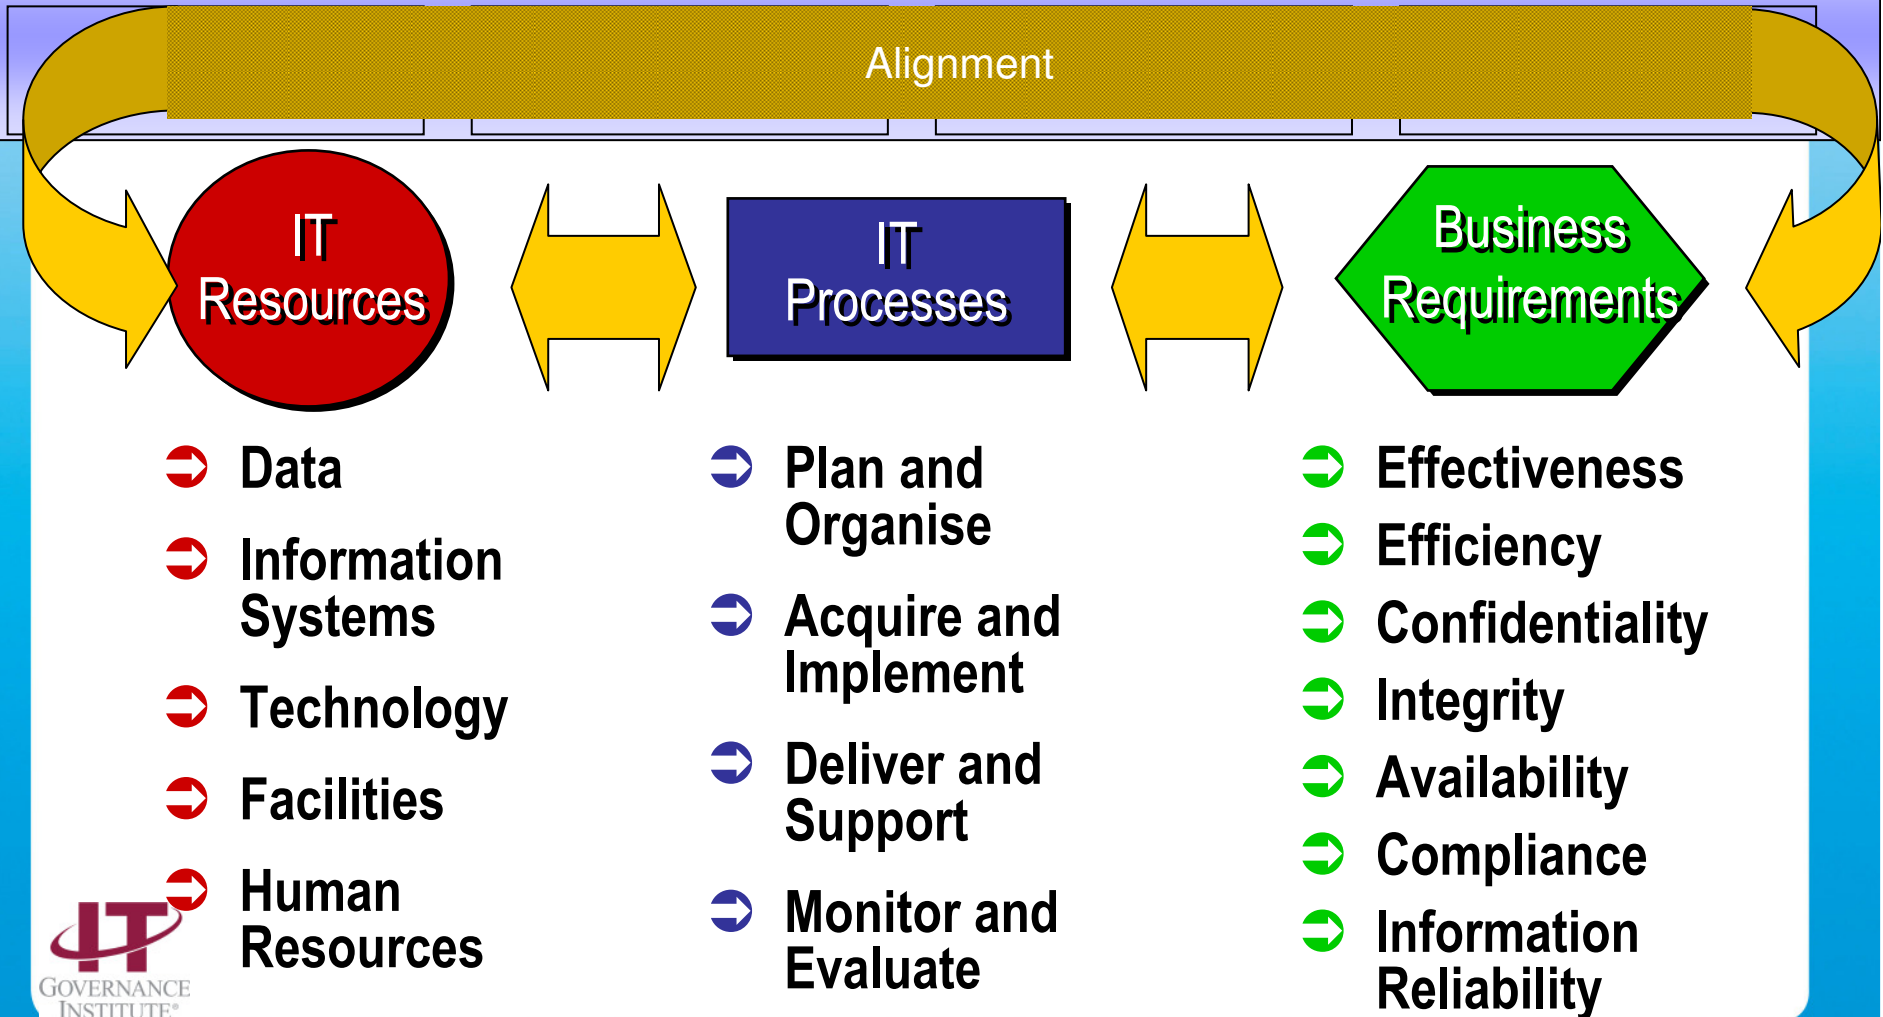 Alignment
IT
Resources
IT
Processes
Business
Requirements
Data
Information
Systems
Technology
Facilities
Human
Resources
Plan and
Organise
Acquire and
Implement
Deliver and
Support
Monitor and
Evaluate
Effectiveness
Efficiency
Confidentiality
Integrity
Availability
Compliance
Information
Reliability
IT
GOVERNANCE
INSTITUTE®